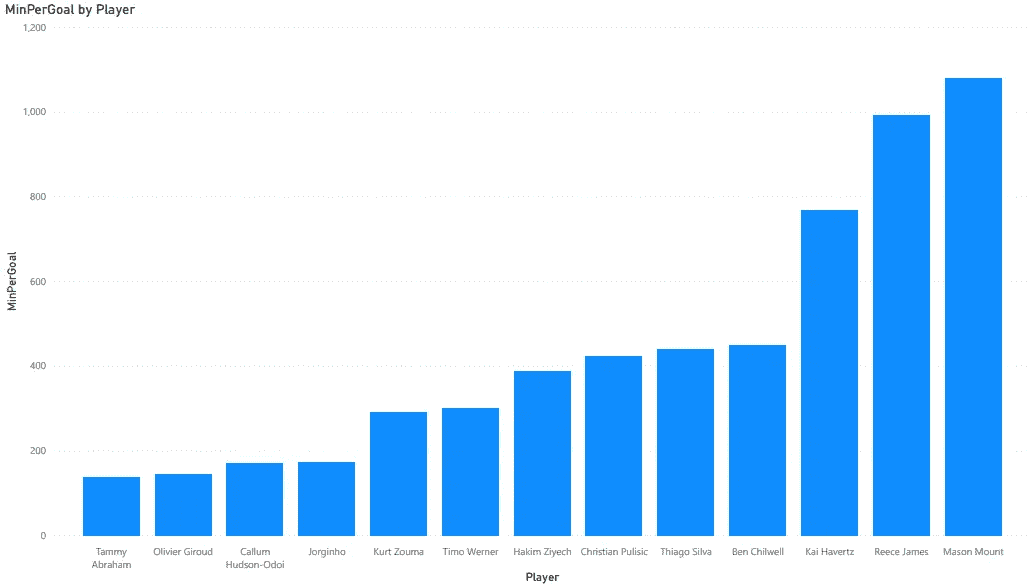 MinPerGoal by Player
1,200
1,000
800
600
400
200
0
MinPerGoal
Tammy Abraham
Olivier Giroud
Callum Hudson-Odoi
Jorginho
Kurt Zouma
Timo Werner
Hakim Ziyech
Christian Pulisic
Thiago Silva
Ben Chilwell
Kai Havertz
Reece James
Mason Mount
Player